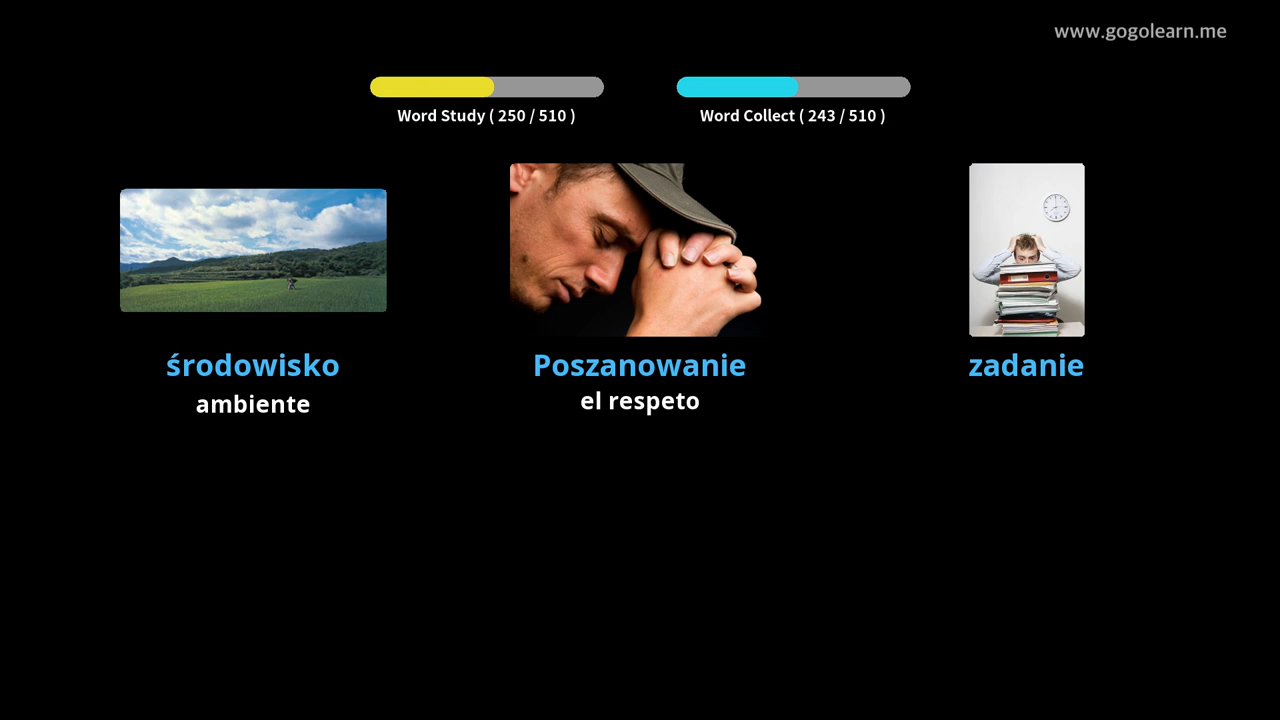 www.gogolearn.me
Word Study ( 250 / 510 )
Word Collect ( 243 / 510 )
środowisko
ambiente
Poszanowanie
el respeto
zadanie